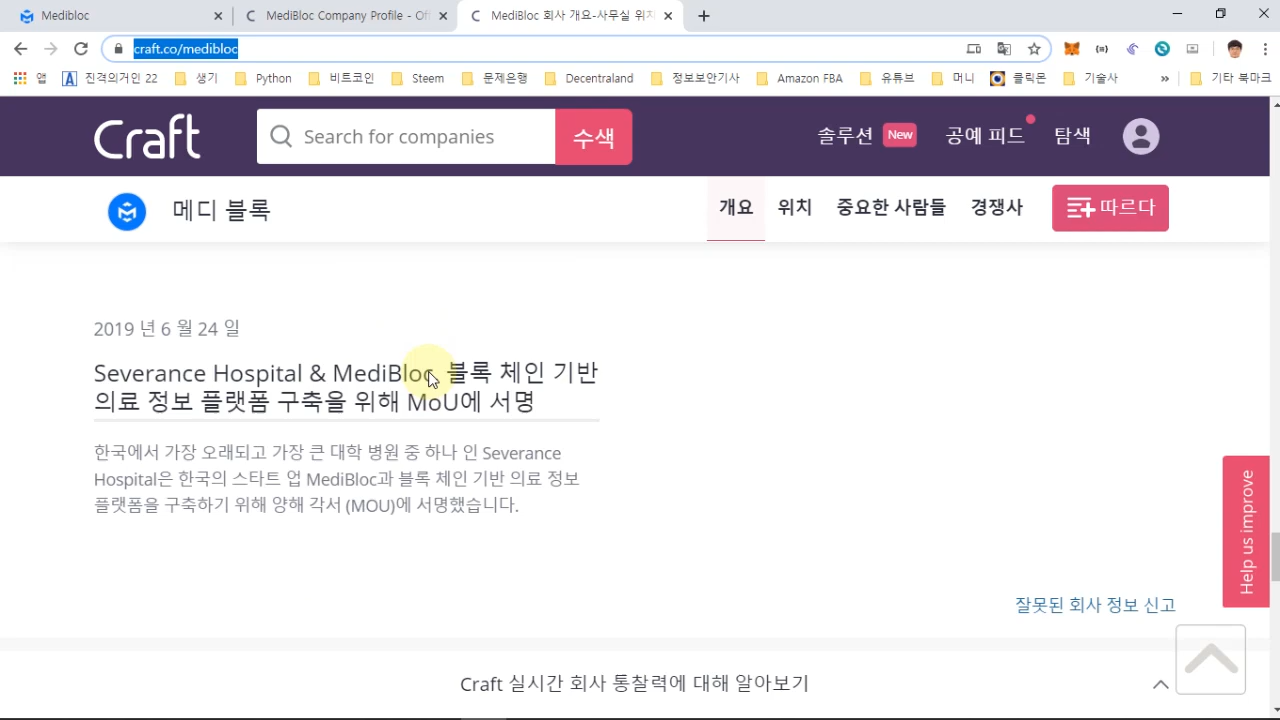 Medibloc
MediBloc Company Profile - Offi
MediBloc 회사 개요-사무실 위치
craft.co/medibloc
앱
진격의거인 22
생기
Python
비트코인
Steem
문제은행
Decentraland
정보보안기사
Amazon FBA
유튜브
머니
클릭몬
기술사
»
기타 북마크
Craft
Search for companies
수색
솔루션 New
공예 피드
탐색
메디 블록
개요
위치
중요한 사람들
경쟁사
따르다
2019 년 6 월 24 일
Severance Hospital & MediBloc, 블록 체인 기반
의료 정보 플랫폼 구축을 위해 MoU에 서명
한국에서 가장 오래되고 가장 큰 대학 병원 중 하나 인 Severance
Hospital은 한국의 스타트 업 MediBloc과 블록 체인 기반 의료 정보
플랫폼을 구축하기 위해 양해 각서 (MOU)에 서명했습니다.
Help us improve
잘못된 회사 정보 신고
Craft 실시간 회사 통찰력에 대해 알아보기